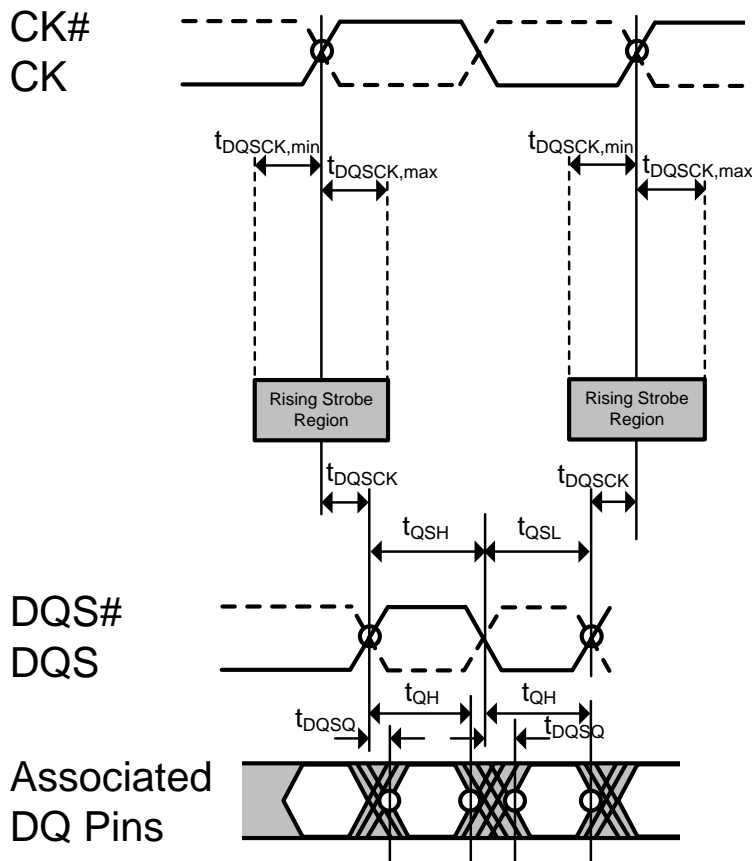 CK#
CK
tDQSCK,min
tDQSCK,max
tDQSCK,min
tDQSCK,max
Rising Strobe
Region
Rising Strobe
Region
tDQSCK
tDQSCK
tQSH
tQSL
DQS#
DQS
tQH
tQH
tDQSQ
tDQSQ
Associated
DQ Pins